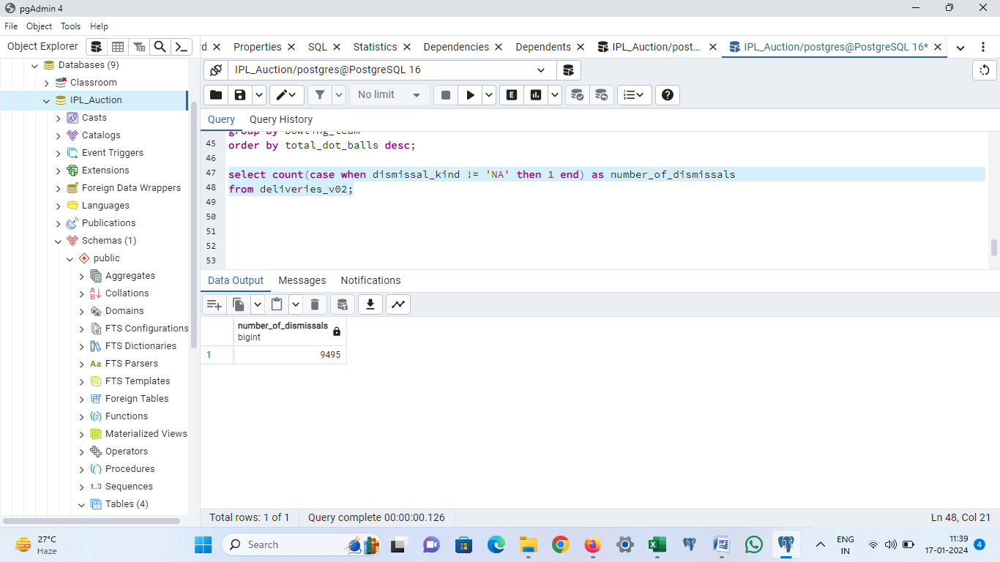 pgAdmin 4
File Object Tools Help
Object Explorer
Databases (9)
Classroom
IPL_Auction
Casts
Catalogs
Event Triggers
Extensions
Foreign Data Wrappers
Languages
Publications
Schemas (1)
public
Aggregates
Collations
Domains
FTS Configurations
FTS Dictionaries
Aa FTS Parsers
FTS Templates
Foreign Tables
Functions
Materialized Views
Operators
Procedures
1..3 Sequences
Tables (4)
d Properties SQL Statistics Dependencies Dependents IPL_Auction/post... IPL_Auction/postgres@PostgreSQL 16*
IPL_Auction/postgres@PostgreSQL 16
No limit E
Query Query History
group by bowling_team
45 order by total_dot_balls desc;
46
47 select count(case when dismissal_kind != 'NA' then 1 end) as number_of_dismissals
48 from deliveries_v02;
49
50
51
52
53
Data Output Messages Notifications
number_of_dismissals
bigint
1 9495
Total rows: 1 of 1 Query complete 00:00:00.126 Ln 48, Col 21
27°C
Haze
Search
ENG
IN
11:39
17-01-2024
4